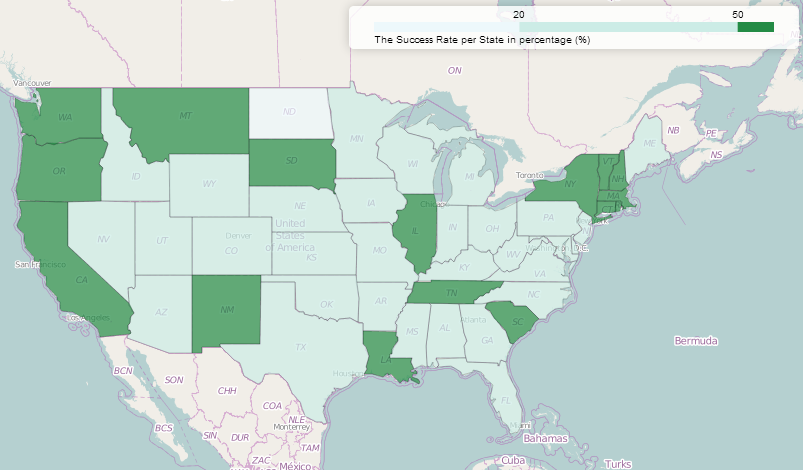 20
50
The Success Rate per State in percentage (%)
Vancouver
ON
WA
MT
ND
MN
NB
PE
ME
NS
OR
ID
SD
WI
MI
Toronto
VT
NH
NY
MA
CT
WY
IA
Chicago
NE
PA
NV
UT
Denver
CO
United
States
of America
KS
IL
IN
OH
MO
WV
VA
KY
D.C.
San Francisco
CA
Los Angeles
AZ
NM
OK
AR
TN
NC
SC
Atlanta
MS
AL
GA
TX
LA
Houston
FL
Bermuda
BCN
SON
CHH
COA
NLE
Monterrey
BCS
SIN
DUR
TAM
ZAC
México
Miami
Bahamas
Cuba
Turks